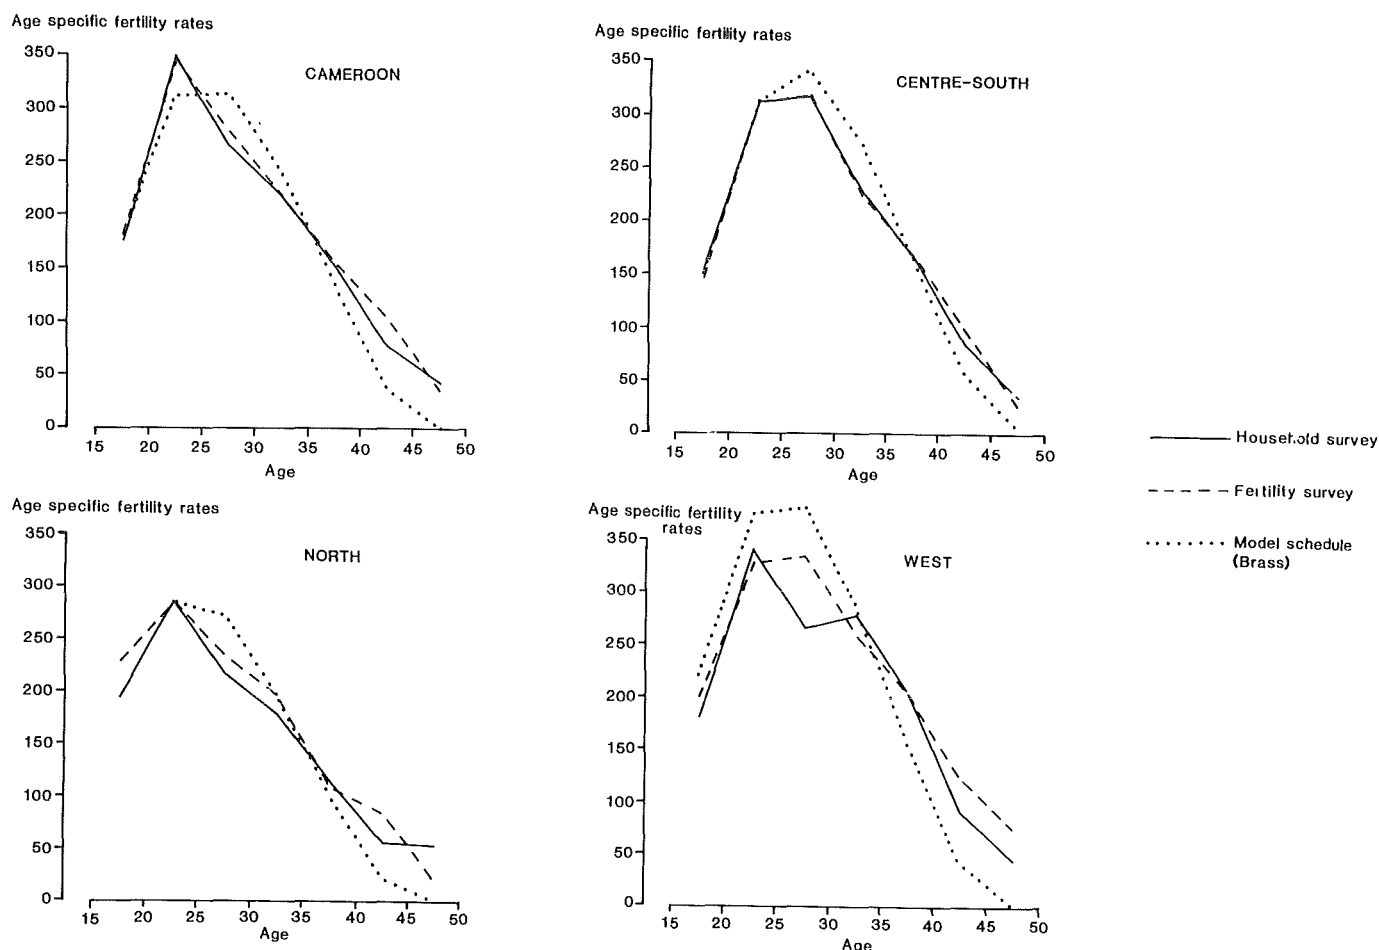 Age specific fertility rates
CAMEROON
350
300
250
200
150
100
50
0
15 20 25 30 35 40 45 50
Age
Age specific fertility rates
CENTRE-SOUTH
350
300
250
200
150
100
50
0
15 20 25 30 35 40 45 50
Age
Household survey
Fertility survey
Model schedule
(Brass)
Age specific fertility rates
NORTH
350
300
250
200
150
100
50
0
15 20 25 30 35 40 45 50
Age
Age specific fertility
rates
WEST
350
300
250
200
150
100
50
0
15 20 25 30 35 40 45 50
Age